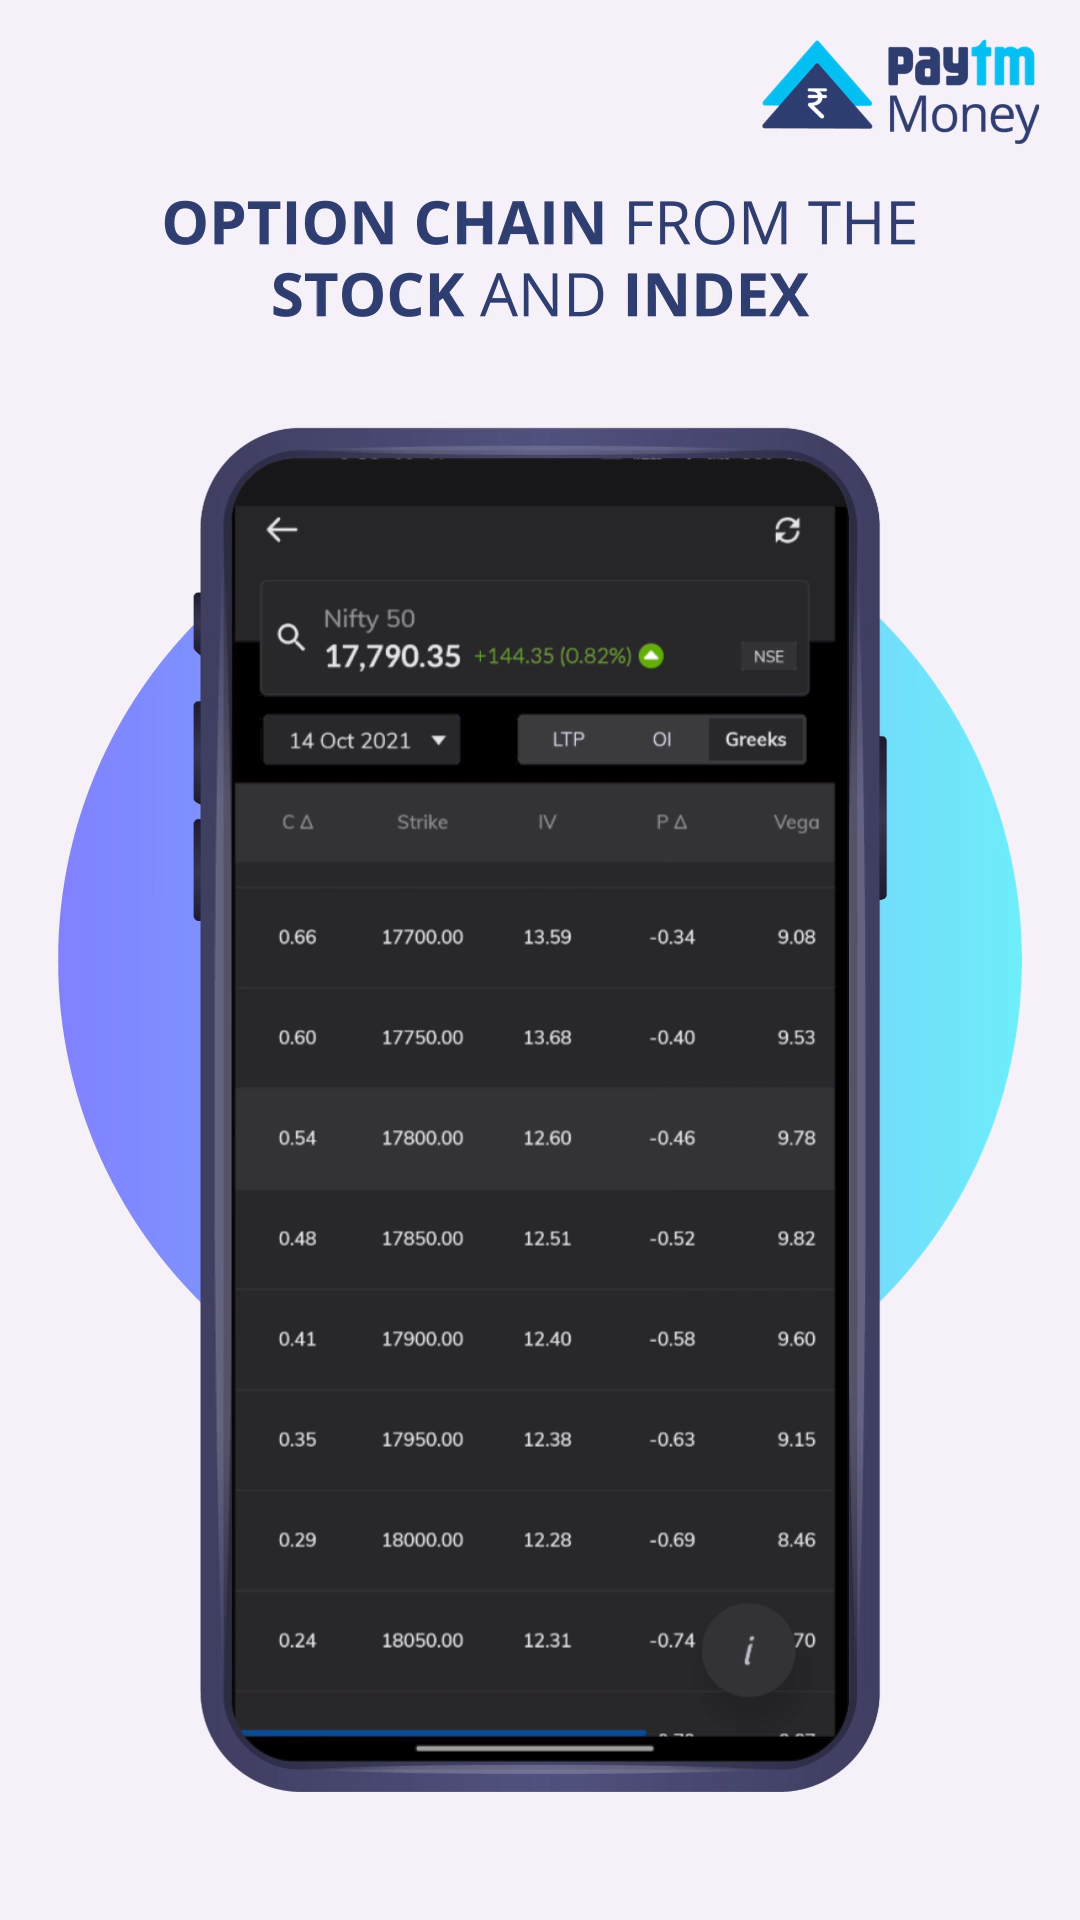 ₹
paytm
Money
OPTION CHAIN FROM THE
STOCK AND INDEX
Nifty 50
17,790.35 +144.35 (0.82%)
NSE
14 Oct 2021 LTP OI Greeks
C Δ Strike IV P Δ Vega
0.66 17700.00 13.59 -0.34 9.08
0.60 17750.00 13.68 -0.40 9.53
0.54 17800.00 12.60 -0.46 9.78
0.48 17850.00 12.51 -0.52 9.82
0.41 17900.00 12.40 -0.58 9.60
0.35 17950.00 12.38 -0.63 9.15
0.29 18000.00 12.28 -0.69 8.46
0.24 18050.00 12.31 -0.74 70
i